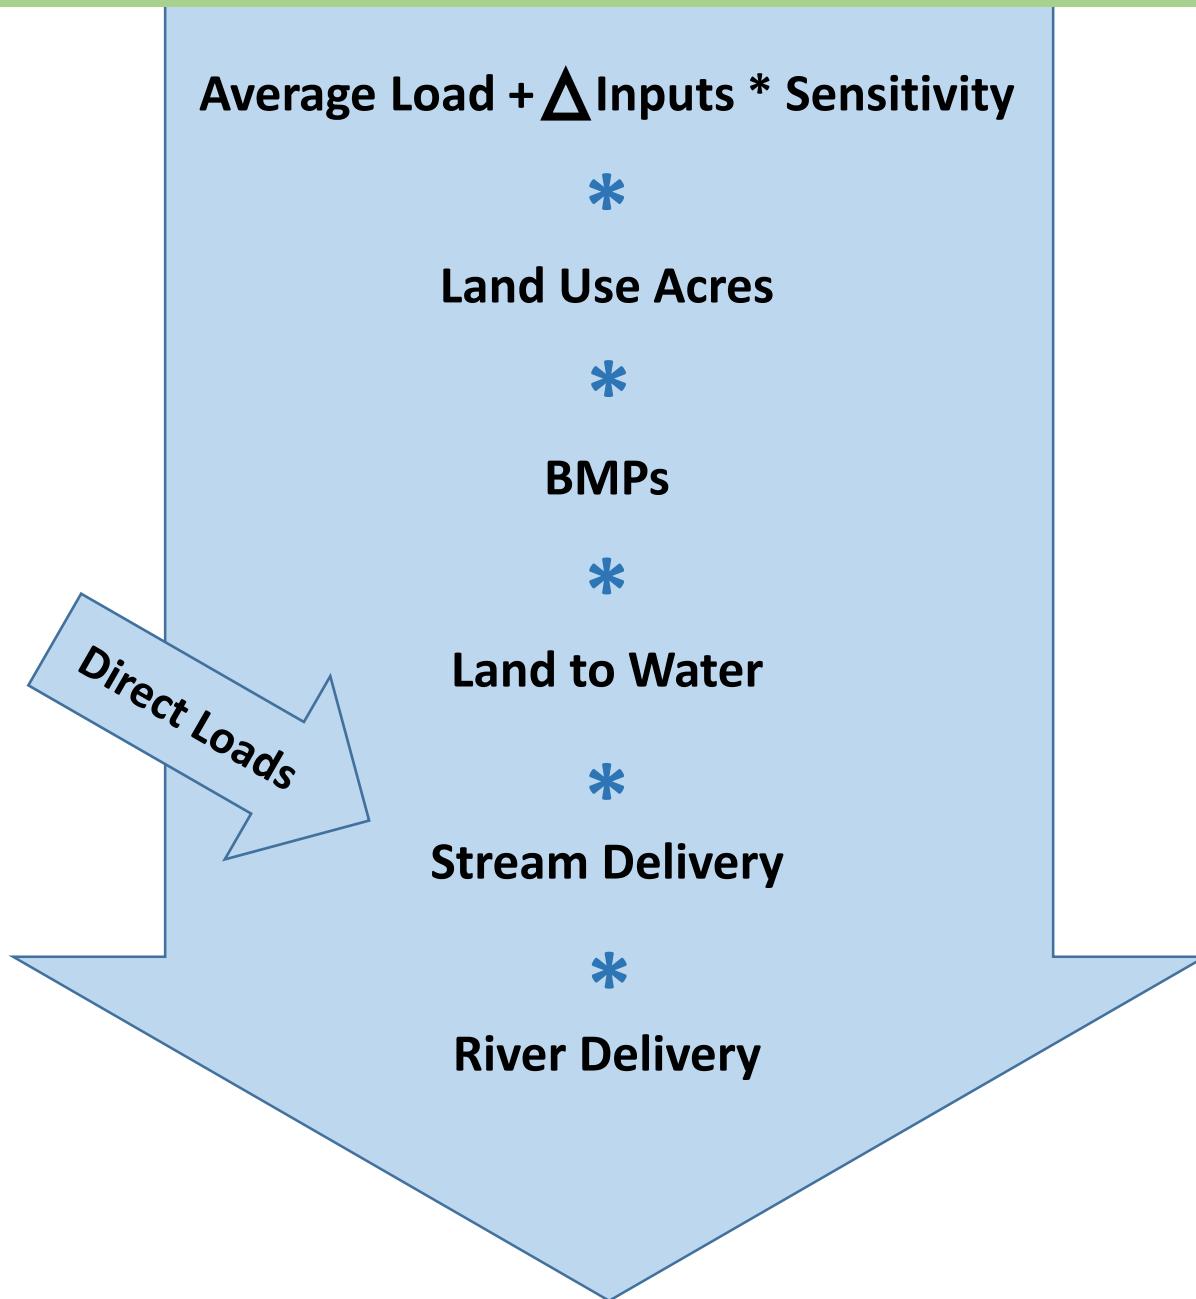 Average Load + Δ Inputs * Sensitivity
*
Land Use Acres
*
BMPs
*
Land to Water
Direct Loads
*
Stream Delivery
*
River Delivery